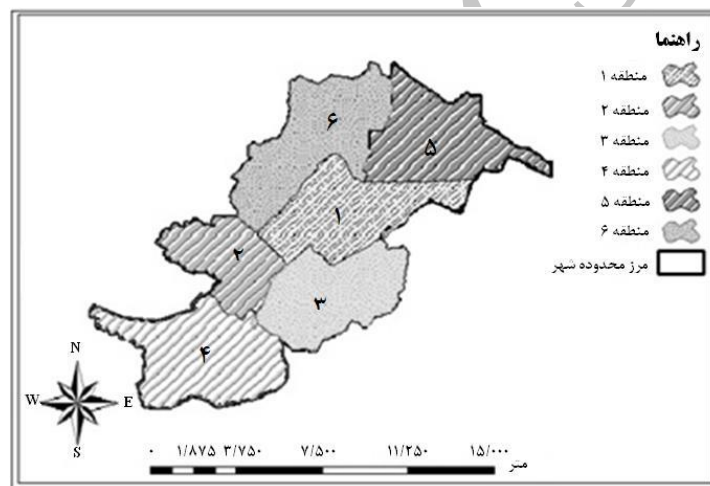 راهنما
منطقه ۱
منطقه ۲
منطقه ۳
منطقه ۴
منطقه ۵
منطقه ۶
مرز محدوده شهر
۶
۵
۱
۲
۳
۴
N
W E
S
۰ ۱/۸۷۵ ۳/۷۵۰ ۷/۵۰۰ ۱۱/۲۵۰ ۱۵/۰۰۰
متر